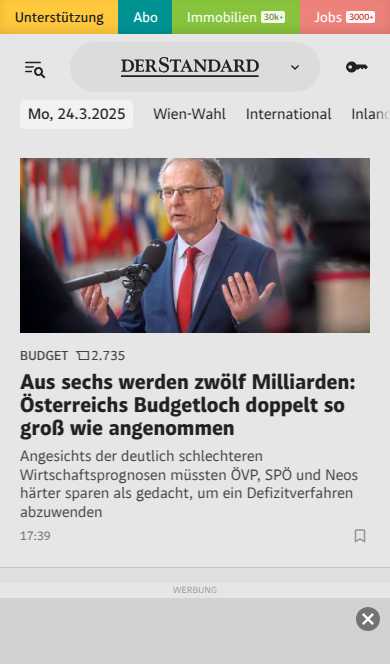 Unterstützung Abo Immobilien 30k+ Jobs 3000+
DERSTANDARD
Mo, 24.3.2025 Wien-Wahl International Inland
BUDGET 2.735
Aus sechs werden zwölf Milliarden:
Österreichs Budgetloch doppelt so
groß wie angenommen
Angesichts der deutlich schlechteren
Wirtschaftsprognosen müssten ÖVP, SPÖ und Neos
härter sparen als gedacht, um ein Defizitverfahren
abzuwenden
17:39
WERBUNG